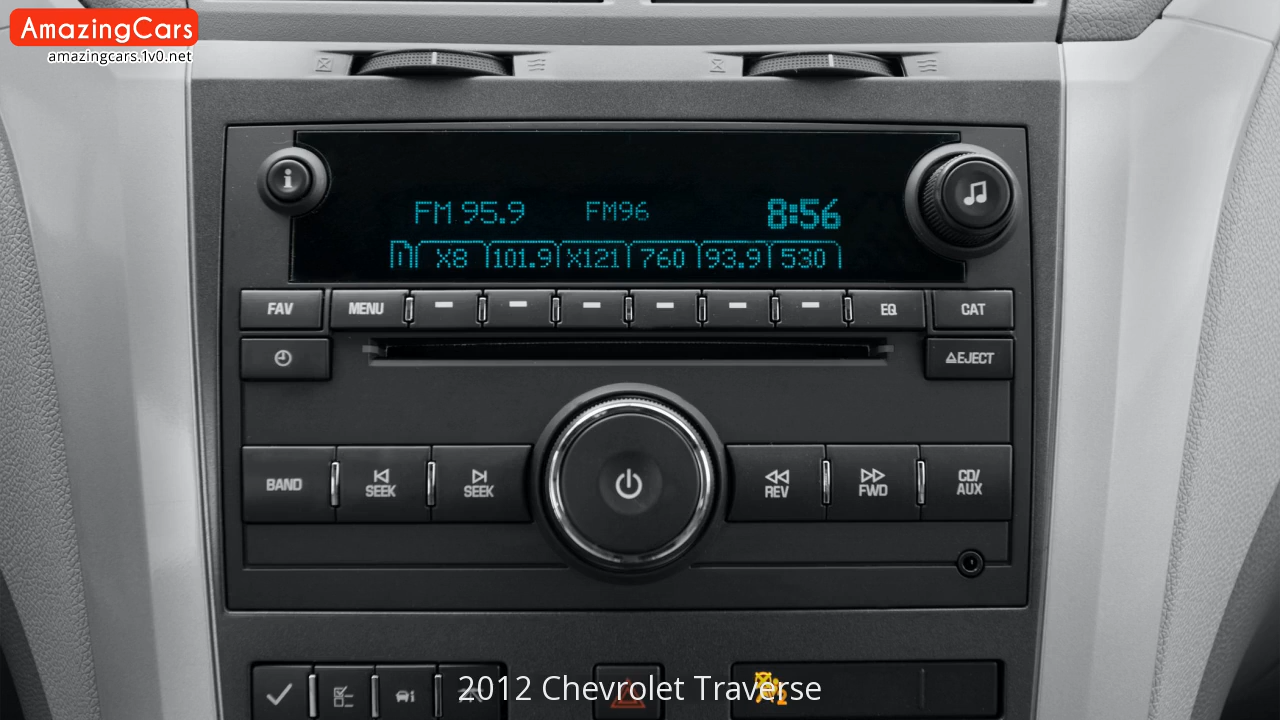 AmazingCars
amazingcars.1v0.net
FM 95.9 FM96 8:56
X8 101.9 X121 760 93.9 530
FAV MENU EQ CAT
EJECT
BAND SEEK SEEK REV FWD CD/AUX
2012 Chevrolet Traverse